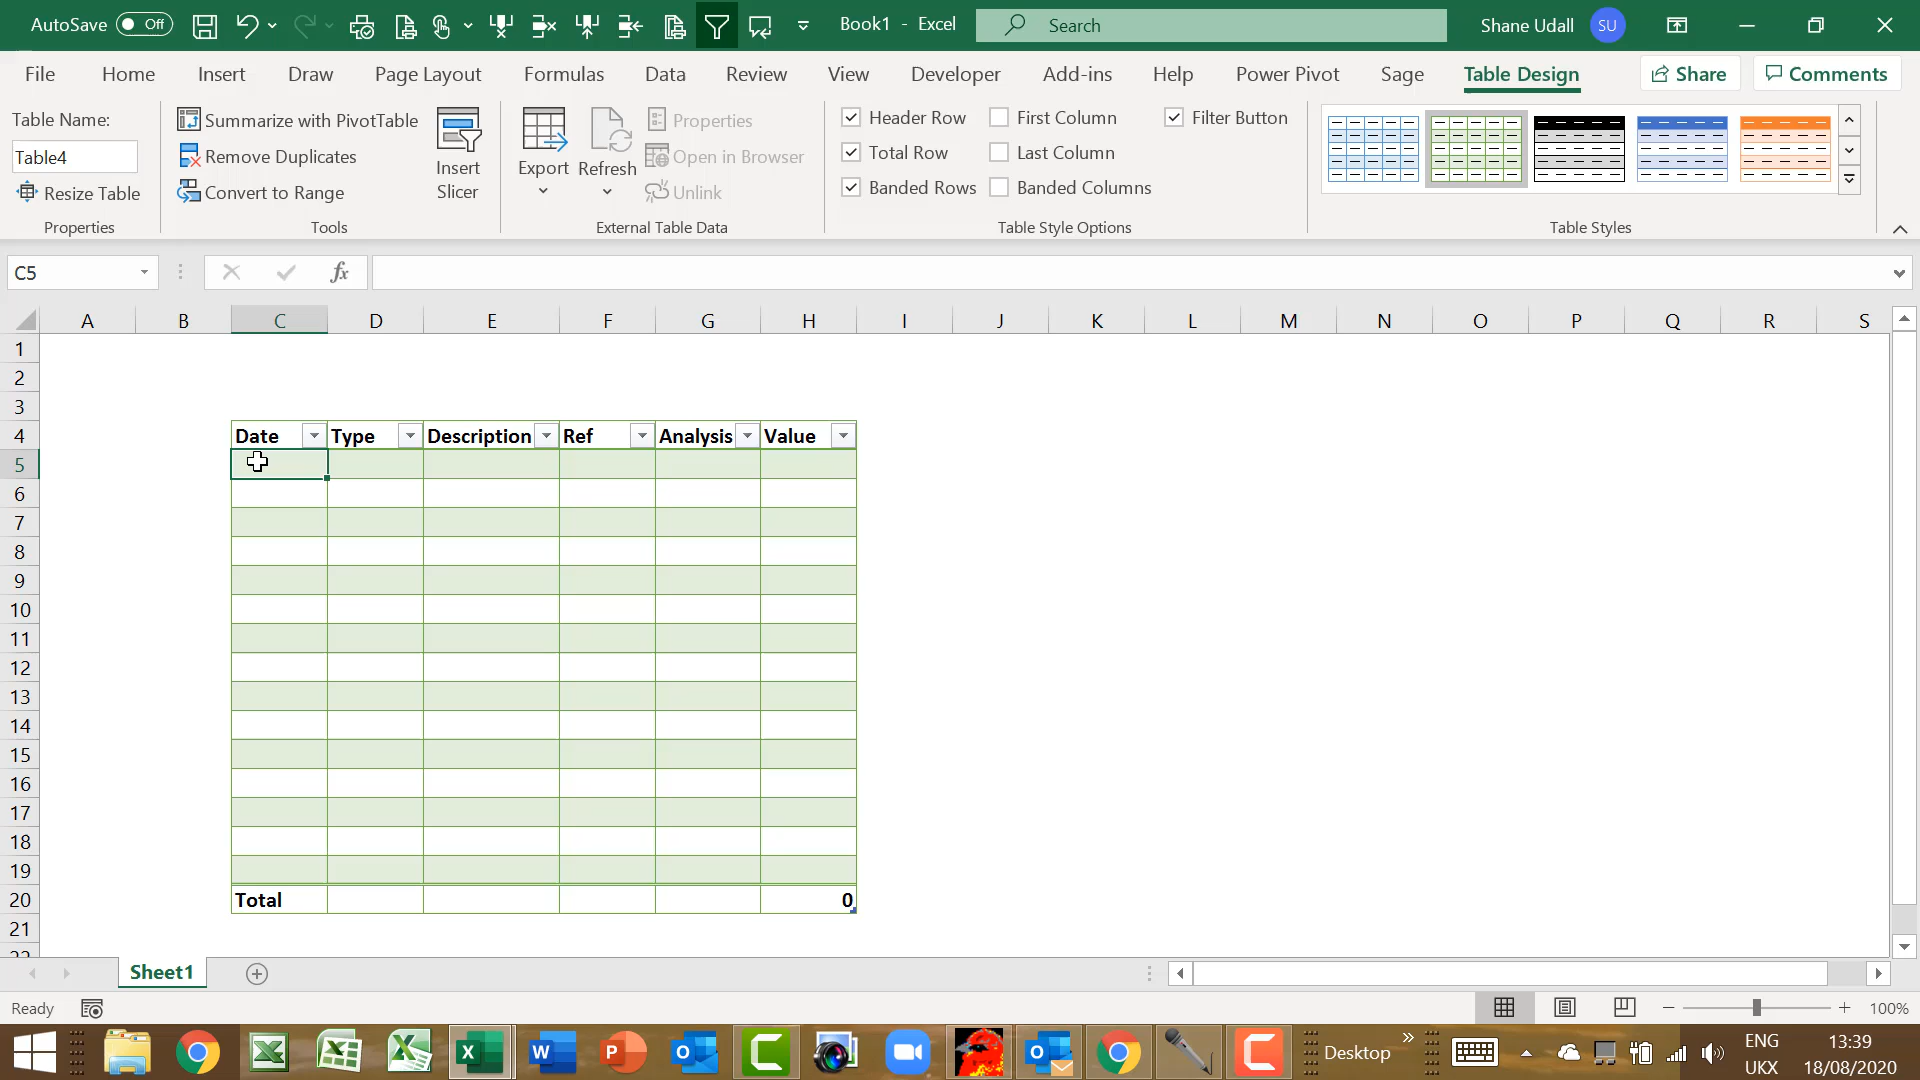 AutoSave Off Book1 - Excel Search Shane Udall SU
File Home Insert Draw Page Layout Formulas Data Review View Developer Add-ins Help Power Pivot Sage Table Design Share Comments
Table Name:
Table4
Resize Table
Properties
Summarize with PivotTable
Remove Duplicates
Convert to Range
Tools
Insert
Slicer
Export
Refresh
Properties
Open in Browser
Unlink
External Table Data
Header Row First Column Filter Button
Total Row Last Column
Banded Rows Banded Columns
Table Style Options
Table Styles
C5 fx
A B C D E F G H I J K L M N O P Q R S
1
2
3
4 Date Type Description Ref Analysis Value
5
6
7
8
9
10
11
12
13
14
15
16
17
18
19
20 Total 0
21
Sheet1
Ready 100%
Desktop ENG 13:39
UKX 18/08/2020